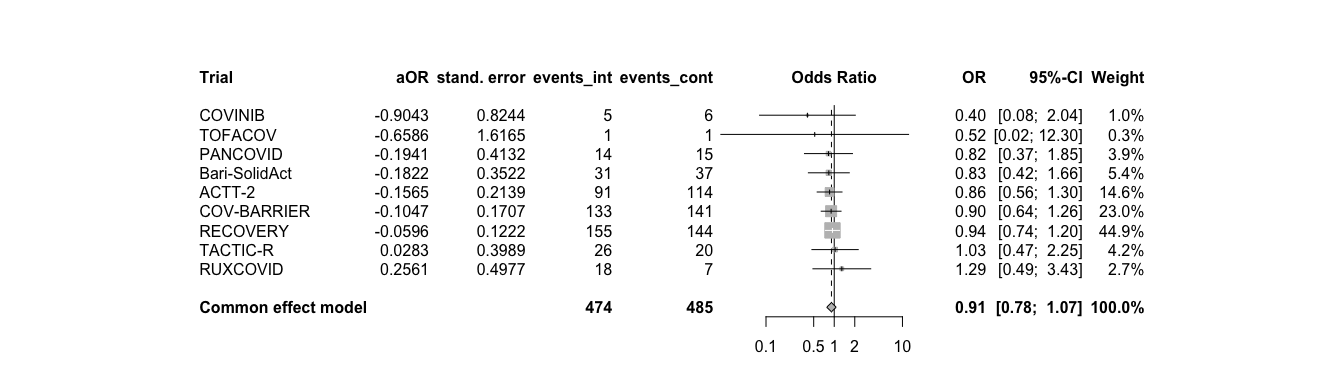 Trial aOR stand. error events_int events_cont Odds Ratio OR 95%-CI Weight
COVINIB -0.9043 0.8244 5 6 0.40 [0.08; 2.04] 1.0%
TOFACOV -0.6586 1.6165 1 1 0.52 [0.02; 12.30] 0.3%
PANCOVID -0.1941 0.4132 14 15 0.82 [0.37; 1.85] 3.9%
Bari-SolidAct -0.1822 0.3522 31 37 0.83 [0.42; 1.66] 5.4%
ACTT-2 -0.1565 0.2139 91 114 0.86 [0.56; 1.30] 14.6%
COV-BARRIER -0.1047 0.1707 133 141 0.90 [0.64; 1.26] 23.0%
RECOVERY -0.0596 0.1222 155 144 0.94 [0.74; 1.20] 44.9%
TACTIC-R 0.0283 0.3989 26 20 1.03 [0.47; 2.25] 4.2%
RUXCOVID 0.2561 0.4977 18 7 1.29 [0.49; 3.43] 2.7%
Common effect model 474 485 0.91 [0.78; 1.07] 100.0%
0.1 0.5 1 2 10